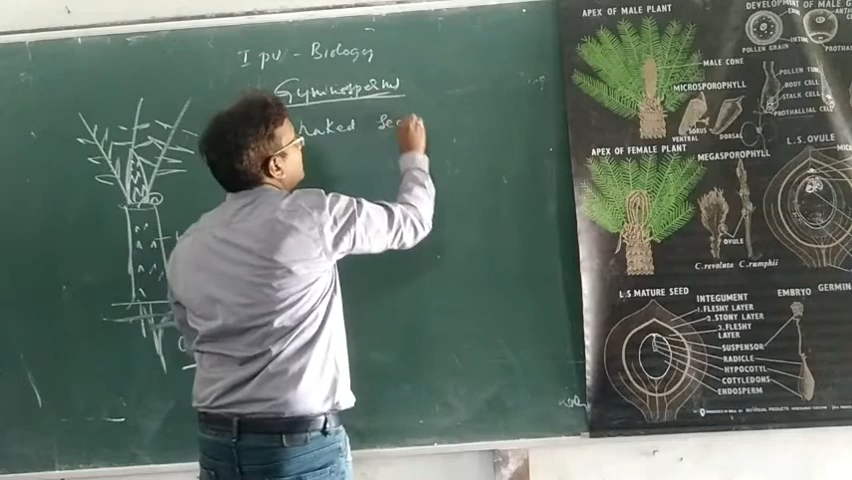 I pu - Biology
Gymnosperms
naked See
APEX OF MALE PLANT
MALE CONE
MICROSPOROPHYLL
SORUS
VENTRAL
DORSAL
DEVELOPMENT OF MALE
POLLEN GRAIN
POLLEN TUBE
BODY CELL
STALK CELL
PROTHALLIAL CELL
APEX OF FEMALE PLANT
MEGASPOROPHYLL
OVULE
C.revoluta C.rumphii
L.S. OVULE
L.S MATURE SEED
INTEGUMENT
1.FLESHY LAYER
2.STONY LAYER
3.FLESHY LAYER
SUSPENSOR
RADICLE
HYPOCOTYL
COTYLEDONS
ENDOSPERM
EMBRYO
GERMIN